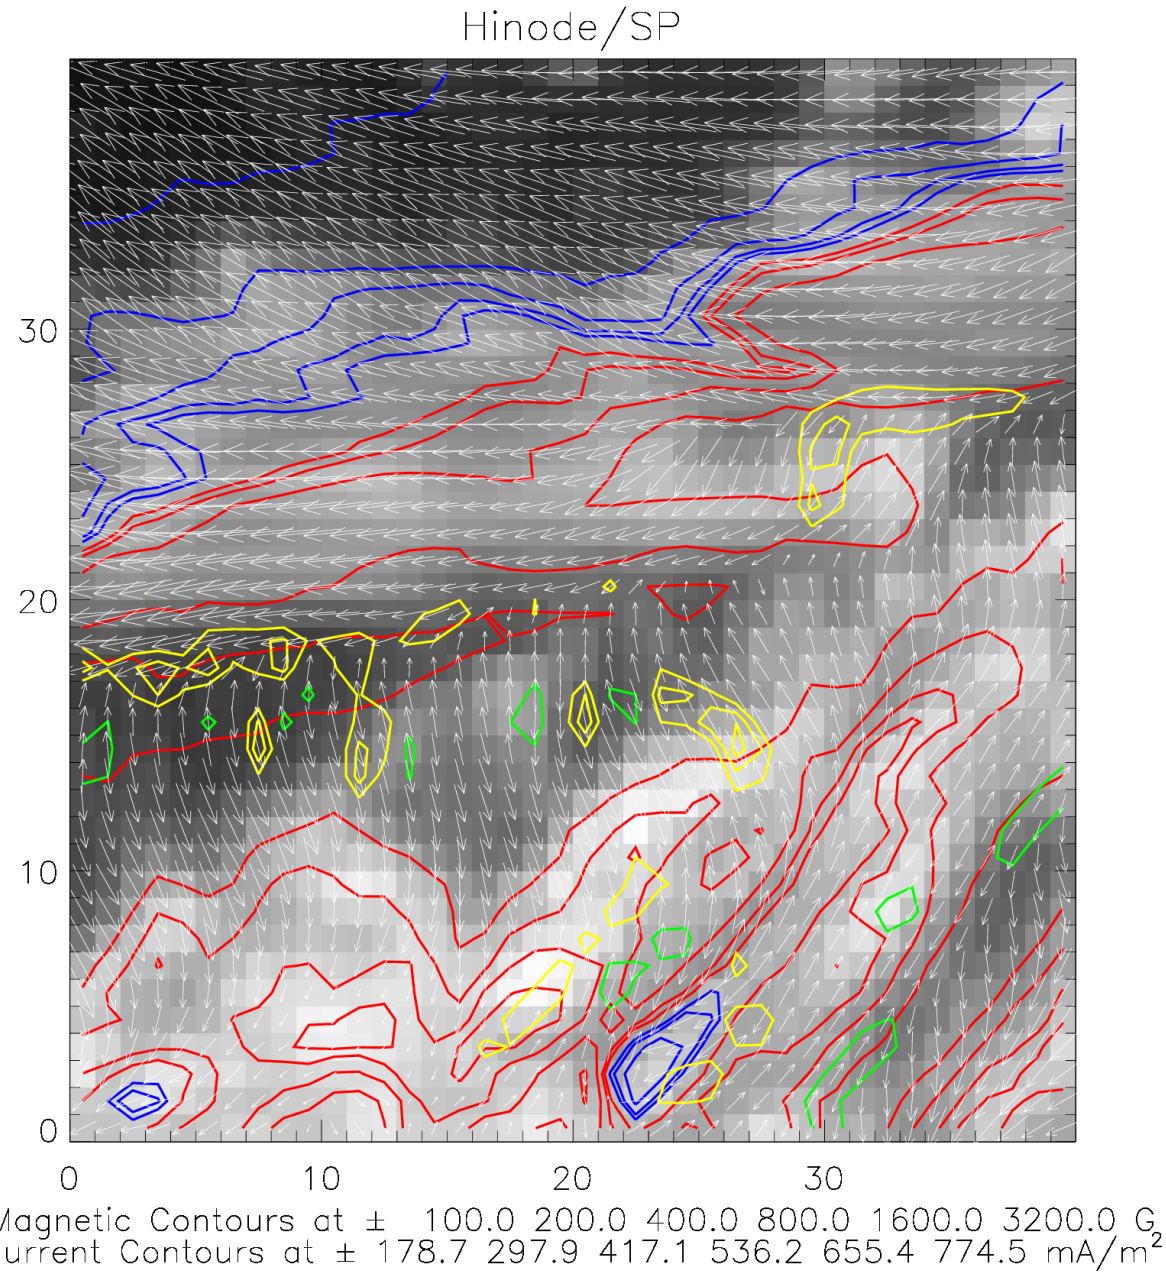 Hinode/SP
30
20
10
0
0 10 20 30
Magnetic Contours at ± 100.0 200.0 400.0 800.0 1600.0 3200.0 G
urrent Contours at ± 178.7 297.9 417.1 536.2 655.4 774.5 mA/m²